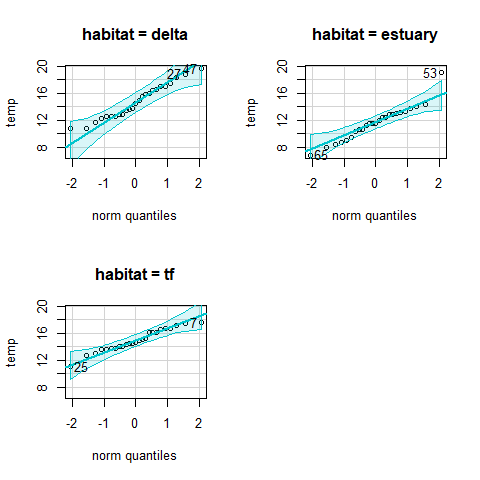 habitat = delta
temp
20
16
12
8
27
47
-2 -1 0 1 2
norm quantiles
habitat = estuary
temp
20
16
12
8
53
65
-2 -1 0 1 2
norm quantiles
habitat = tf
temp
20
16
12
8
7
25
-2 -1 0 1 2
norm quantiles